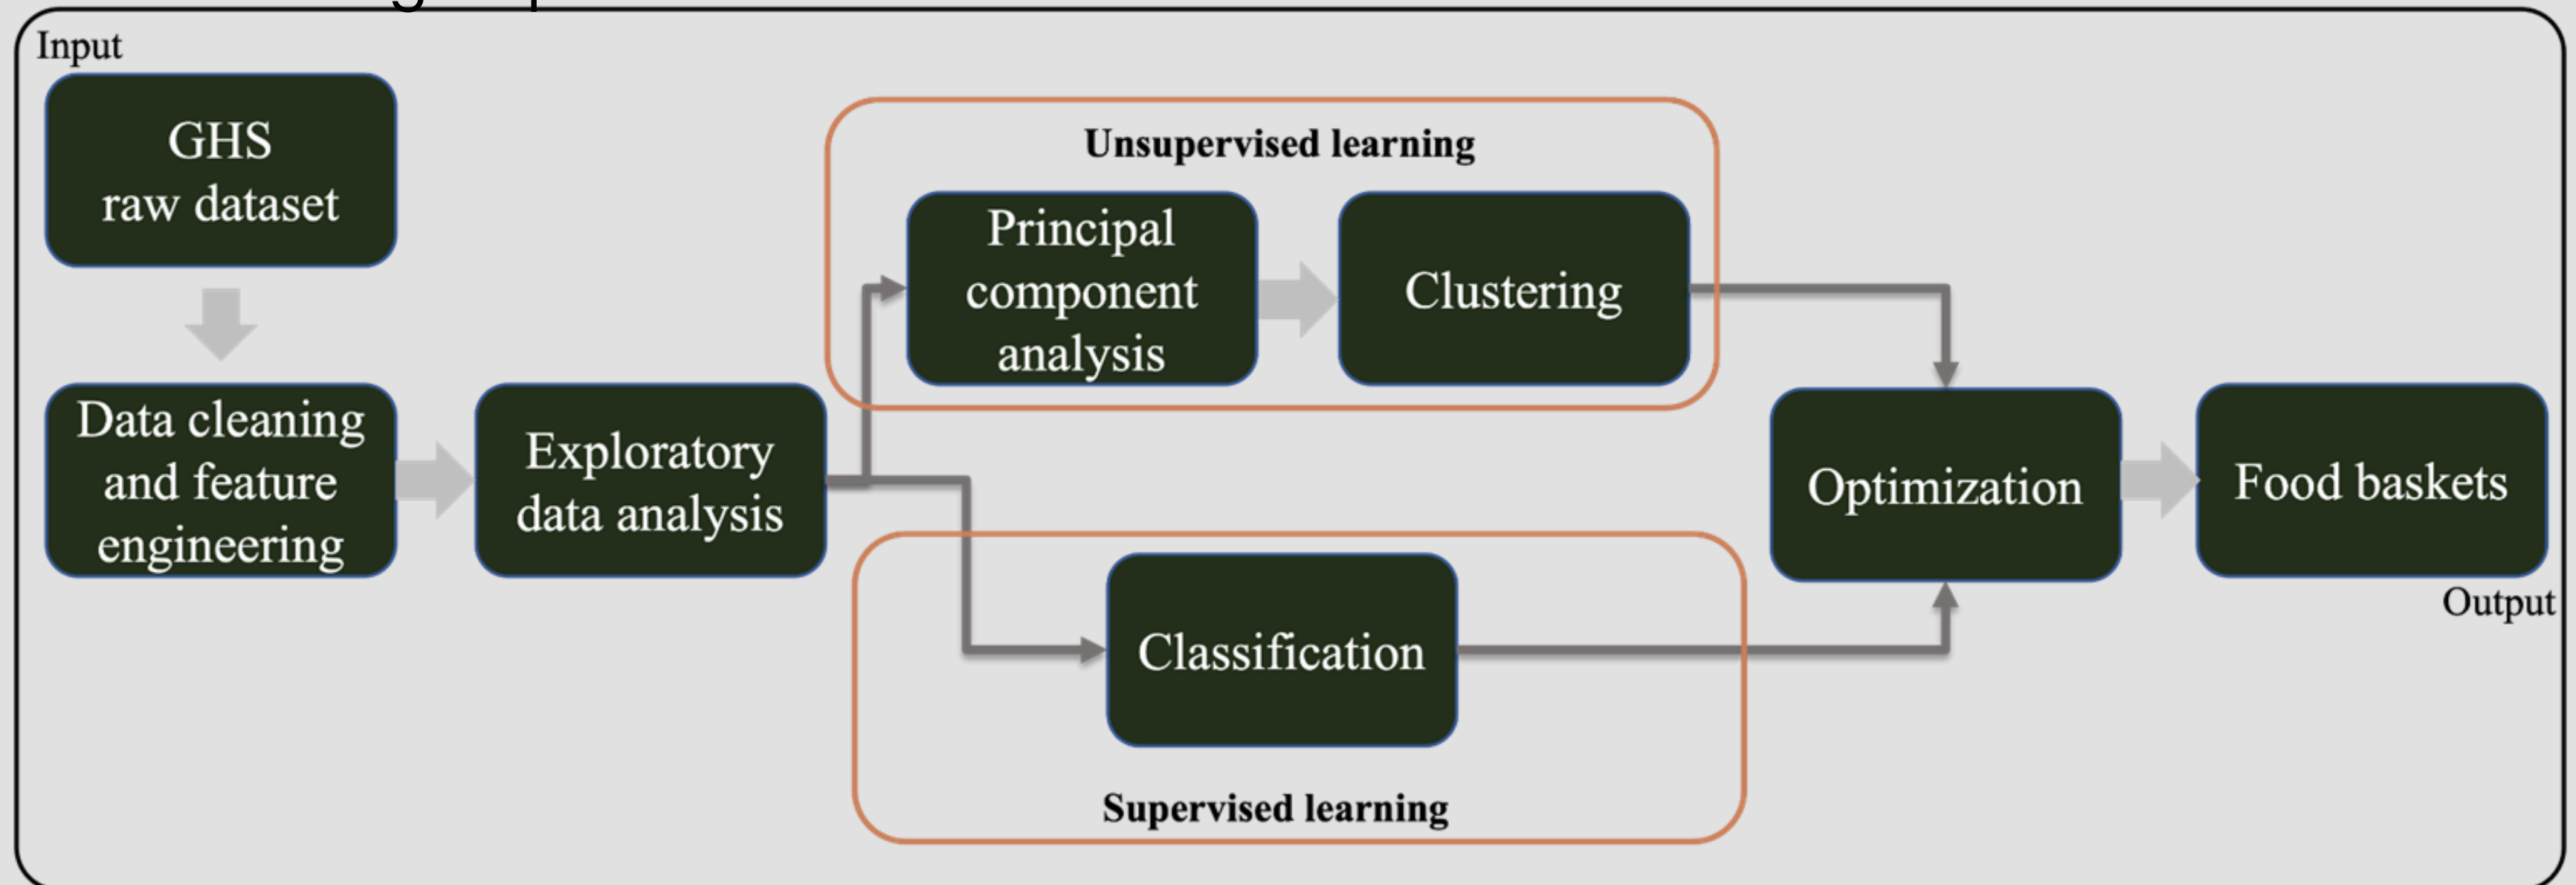 Input
GHS
raw dataset
Data cleaning
and feature
engineering
Exploratory
data analysis
Unsupervised learning
Principal
component
analysis
Clustering
Classification
Supervised learning
Optimization
Food baskets
Output